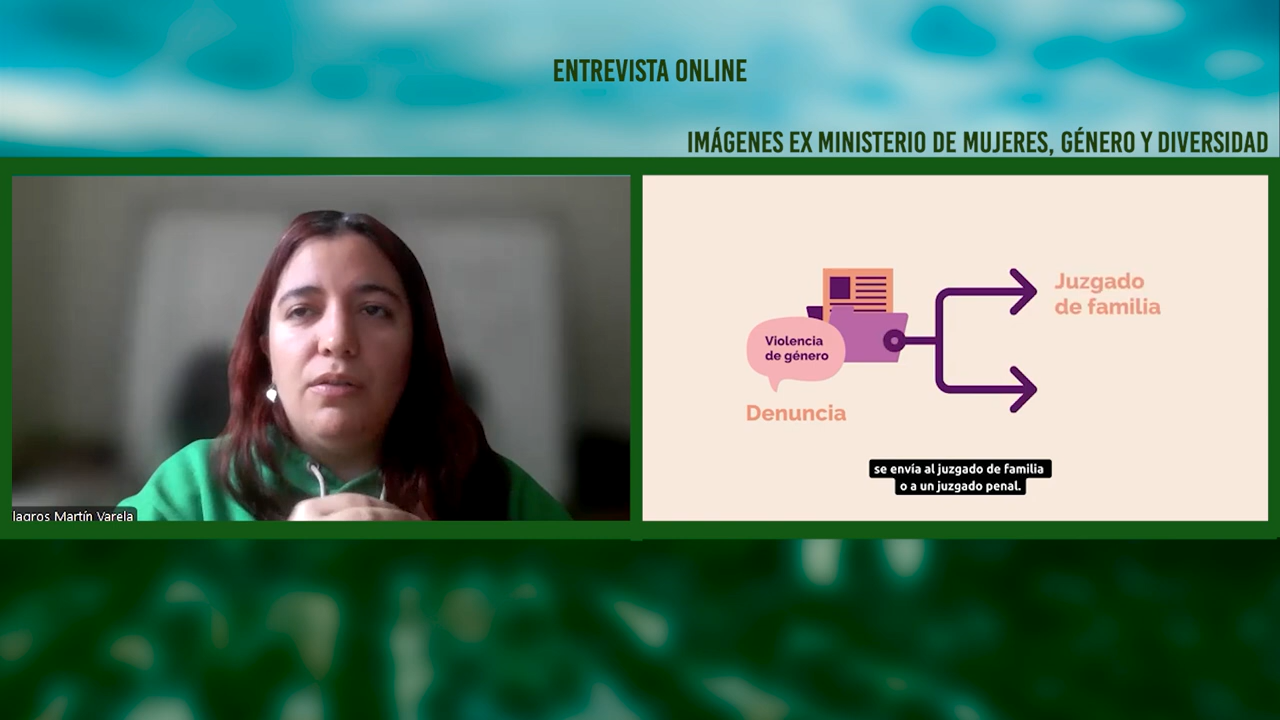 ENTREVISTA ONLINE
IMÁGENES EX MINISTERIO DE MUJERES, GÉNERO Y DIVERSIDAD
lagros Martín Varela
Juzgado
de familia
Violencia
de género
Denuncia
se envía al juzgado de familia
o a un juzgado penal.